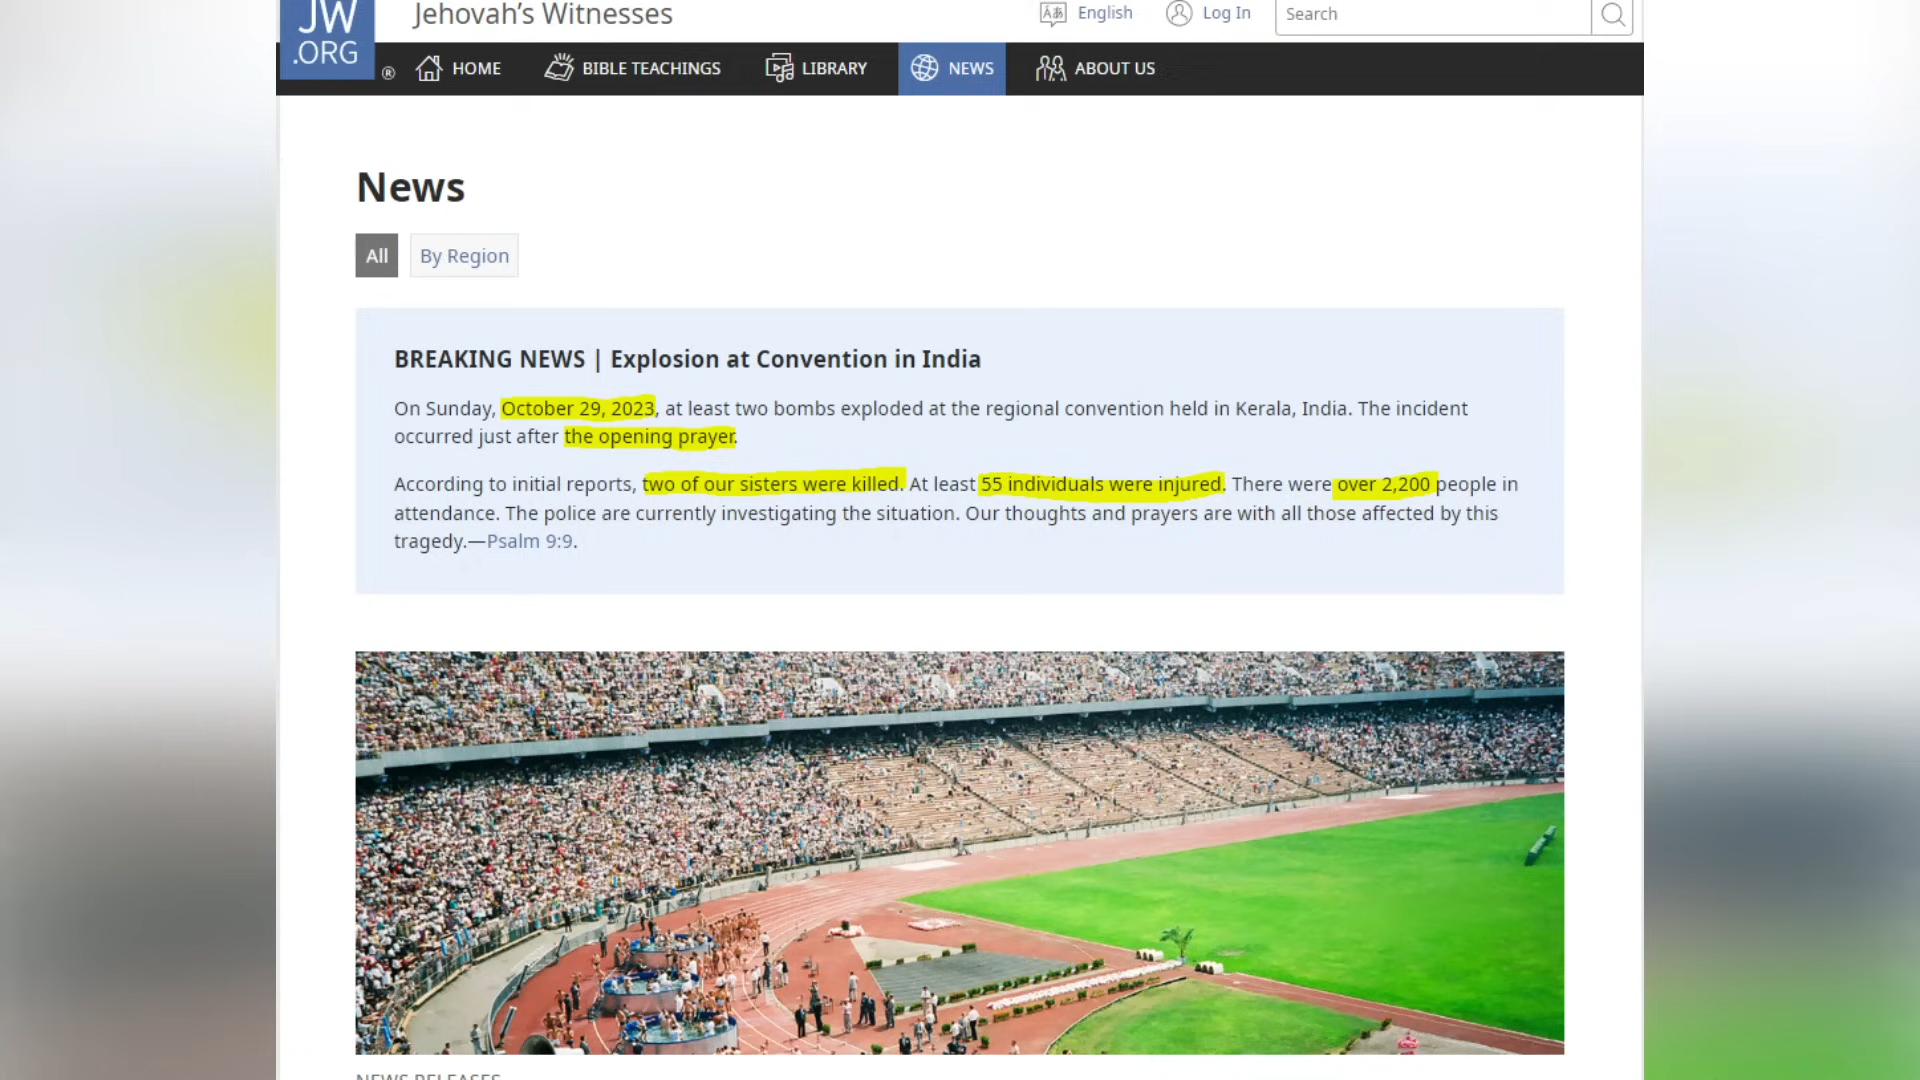 JW
.ORG
®
Jehovah's Witnesses
English
Log In
Search
HOME
BIBLE TEACHINGS
LIBRARY
NEWS
ABOUT US
News
All
By Region
BREAKING NEWS | Explosion at Convention in India
On Sunday, October 29, 2023, at least two bombs exploded at the regional convention held in Kerala, India. The incident
occurred just after the opening prayer.
According to initial reports, two of our sisters were killed. At least 55 individuals were injured. There were over 2,200 people in
attendance. The police are currently investigating the situation. Our thoughts and prayers are with all those affected by this
tragedy.—Psalm 9:9.
NEWS RELEASES